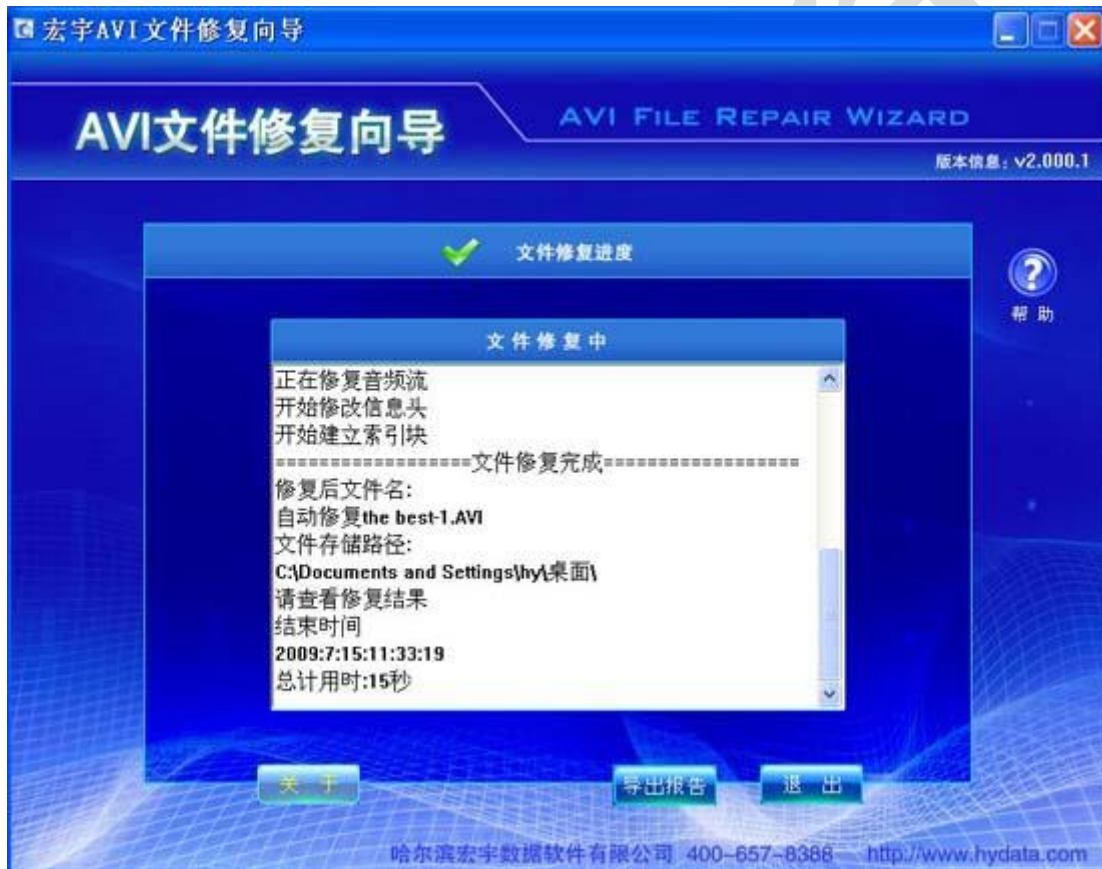 宏宇AVI文件修复向导
AVI文件修复向导
AVI FILE REPAIR WIZARD
版本信息：v2.000.1
文件修复进度
帮 助
文件修复中
正在修复音频流
开始修改信息头
开始建立索引块
==================文件修复完成==================
修复后文件名:
自动修复the best-1.AVI
文件存储路径:
C:\Documents and Settings\hy\桌面\
请查看修复结果
结束时间
2009:7:15:11:33:19
总计用时:15秒
关 于
导出报告
退 出
哈尔滨宏宇数据软件有限公司 400-657-8388 http://www.hydata.com